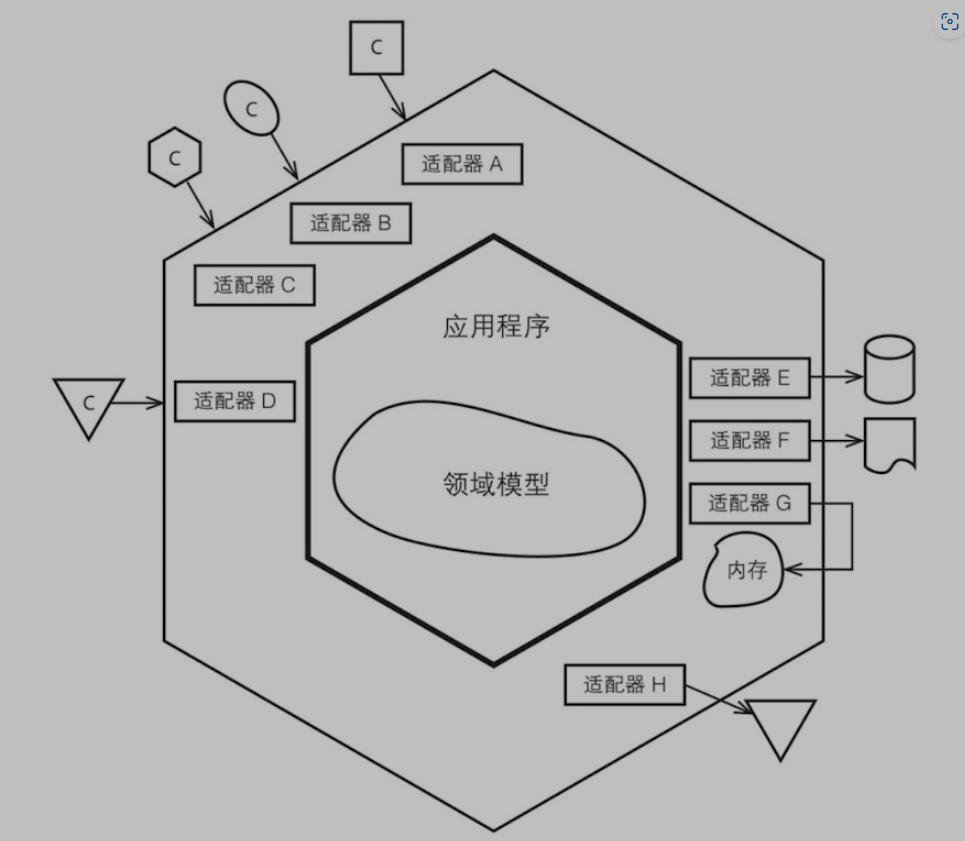 C
C
C
适配器 A
适配器 B
适配器 C
应用程序
适配器 E
C
适配器 D
适配器 F
领域模型
适配器 G
内存
适配器 H